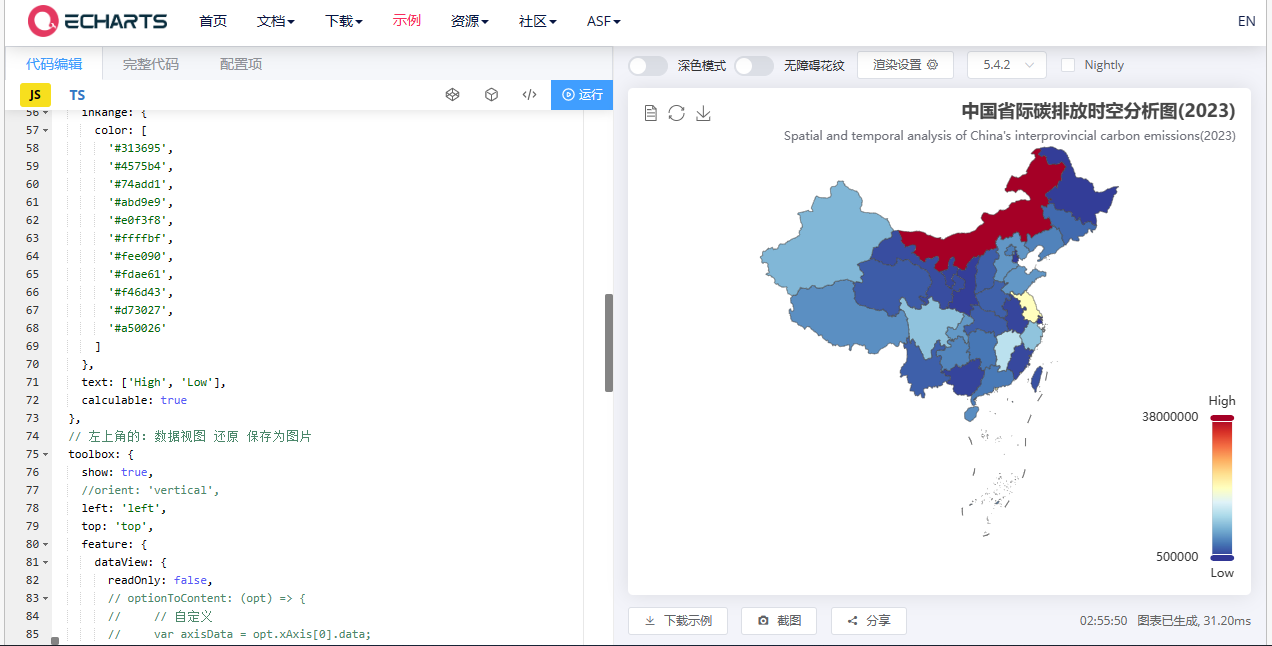 ECHARTS 首页 文档 下载 示例 资源 社区 ASF EN
代码编辑 完整代码 配置项
深色模式 无障碍花纹 渲染设置 5.4.2 Nightly
JS TS 运行
56 inRange: {
57 color: [
58 '#313695',
59 '#4575b4',
60 '#74add1',
61 '#abd9e9',
62 '#e0f3f8',
63 '#ffffbf',
64 '#fee090',
65 '#fdae61',
66 '#f46d43',
67 '#d73027',
68 '#a50026'
69 ]
70 },
71 text: ['High', 'Low'],
72 calculable: true
73 },
74 // 左上角的: 数据视图 还原 保存为图片
75 toolbox: {
76 show: true,
77 //orient: 'vertical',
78 left: 'left',
79 top: 'top',
80 feature: {
81 dataView: {
82 readOnly: false,
83 // optionToContent: (opt) => {
84 // // 自定义
85 // var axisData = opt.xAxis[0].data;
中国省际碳排放时空分析图(2023)
Spatial and temporal analysis of China's interprovincial carbon emissions(2023)
High
38000000
500000
Low
下载示例 截图 分享 02:55:50 图表已生成, 31.20ms